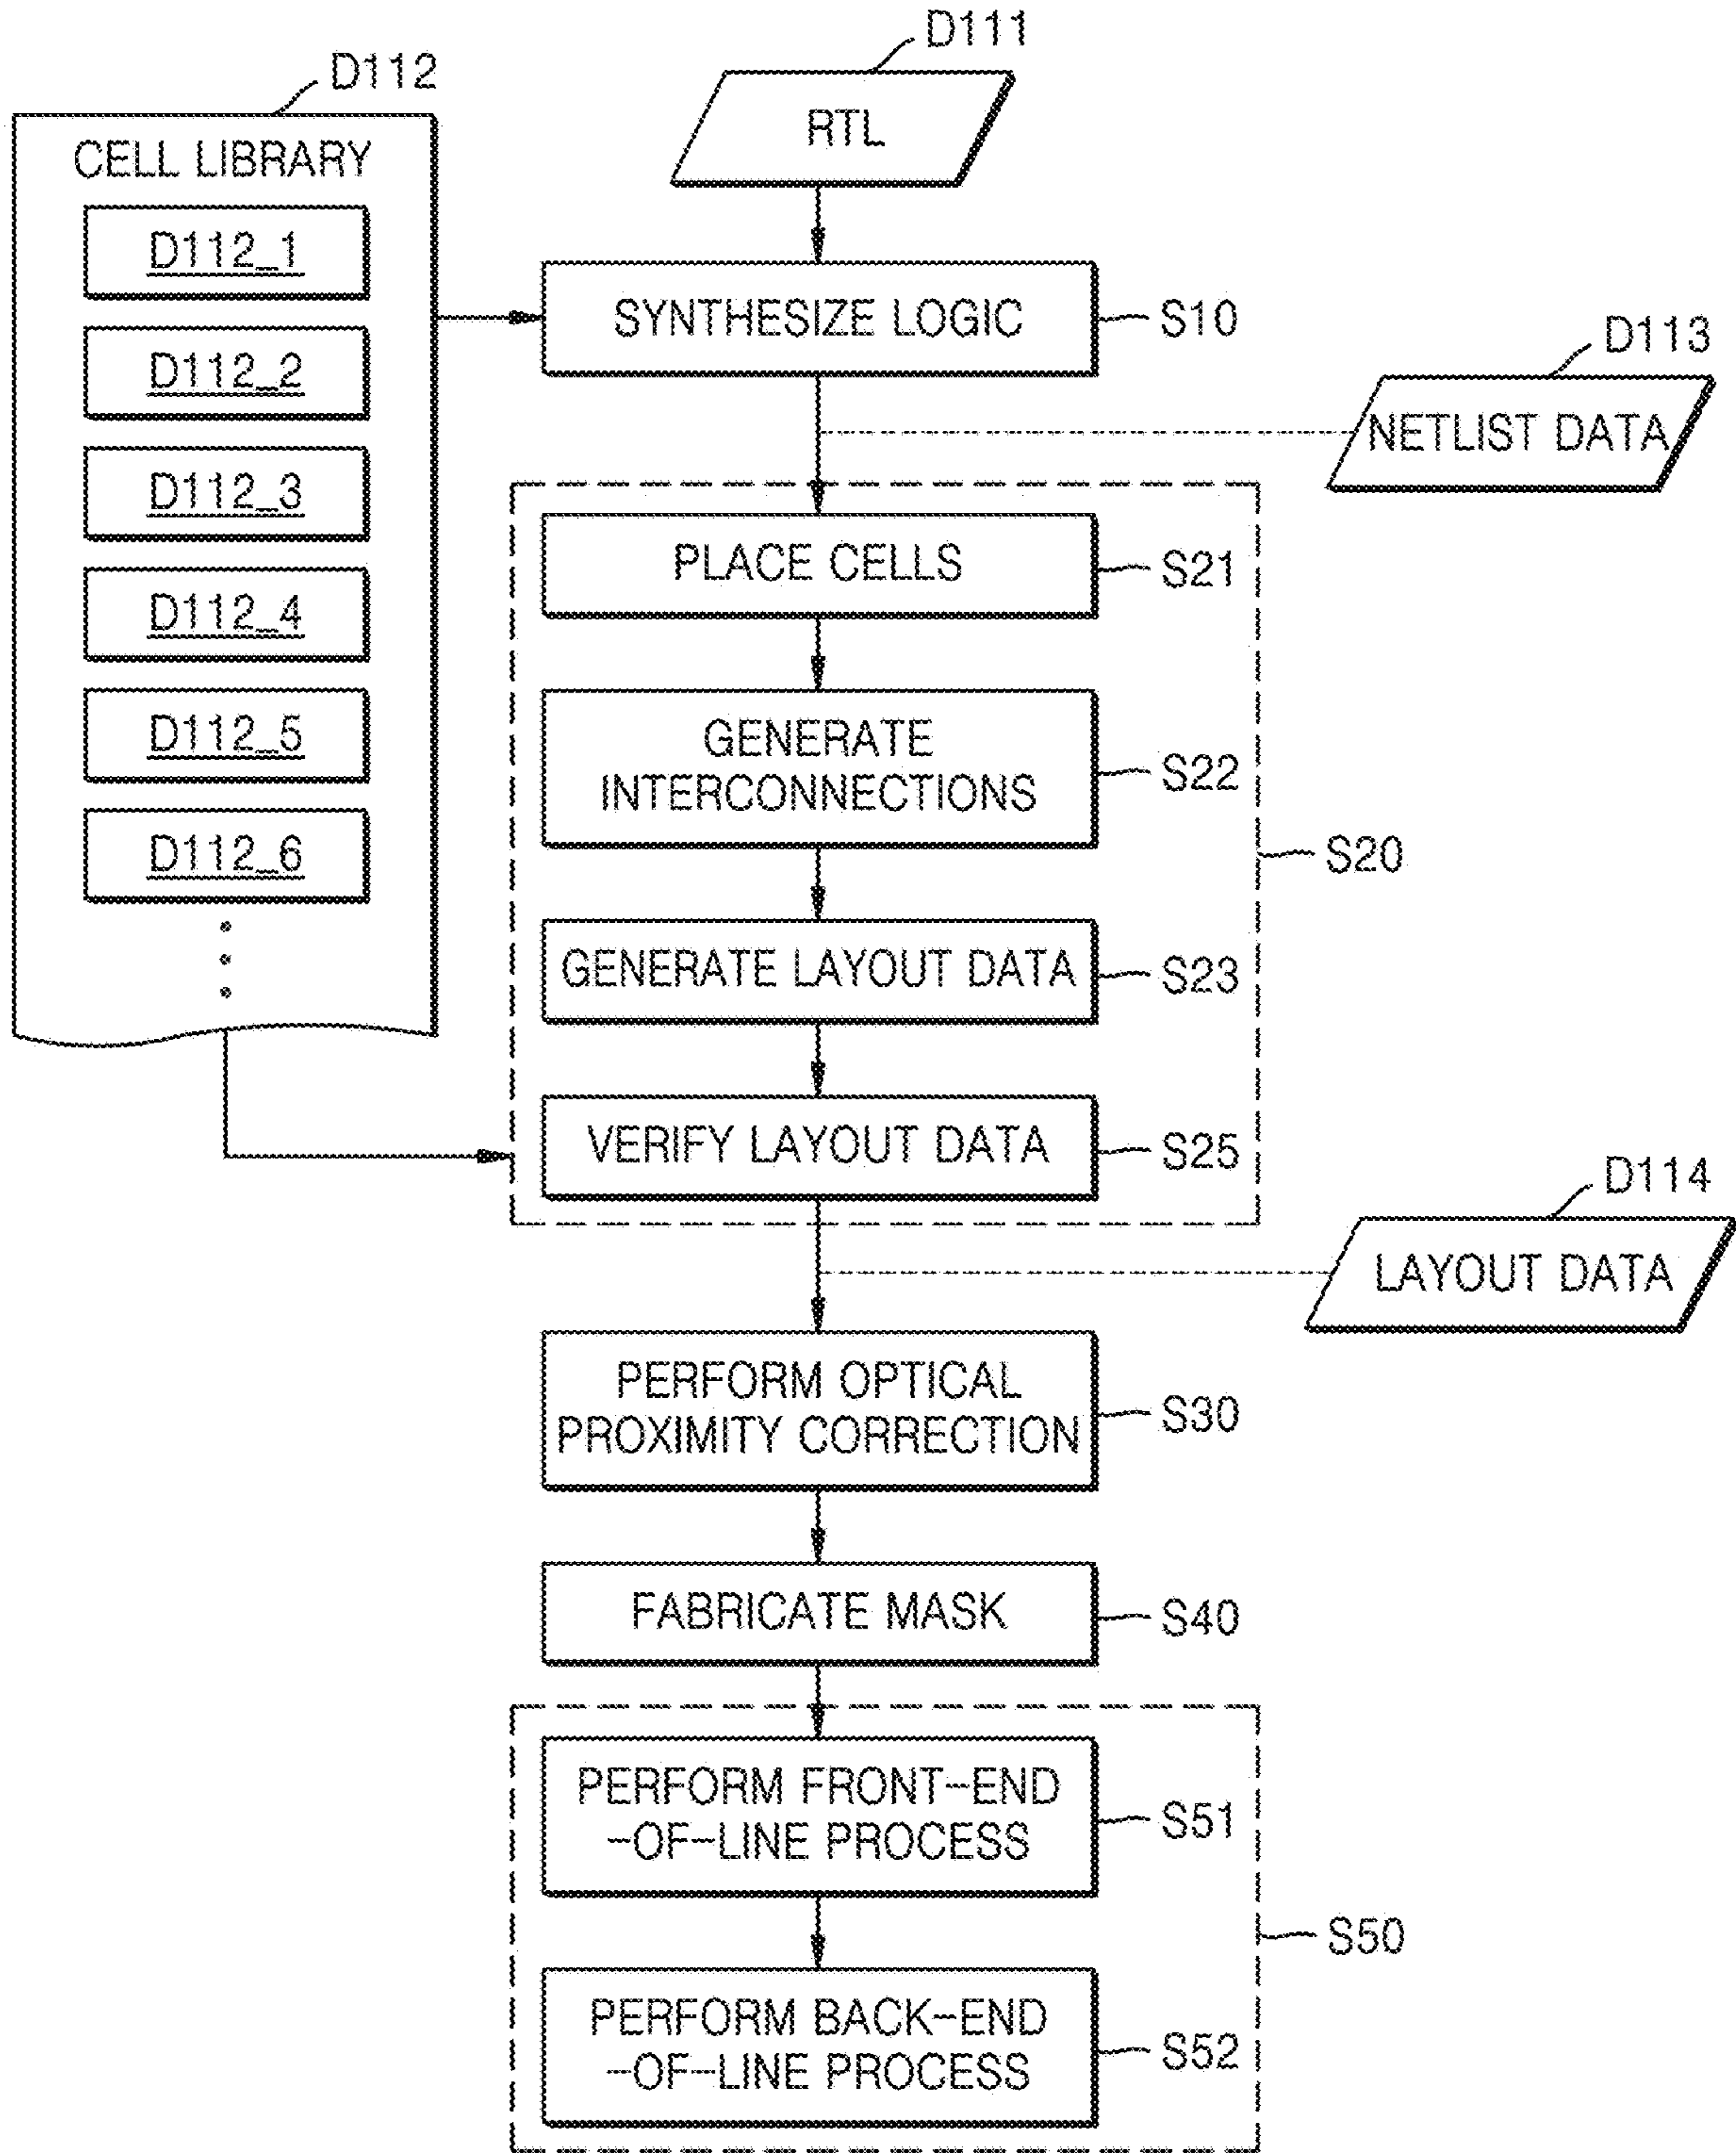 D111
D112
RTL
CELL LIBRARY
D112_1
SYNTHESIZE LOGIC
S10
D112_2
D113
NETLIST DATA
D112_3
PLACE CELLS
S21
D112_4
GENERATE
INTERCONNECTIONS
S22
D112_5
D112_6
S20
GENERATE LAYOUT DATA
S23
VERIFY LAYOUT DATA
S25
D114
LAYOUT DATA
PERFORM OPTICAL
PROXIMITY CORRECTION
S30
FABRICATE MASK
S40
PERFORM FRONT-END
-OF-LINE PROCESS
S51
S50
PERFORM BACK-END
-OF-LINE PROCESS
S52